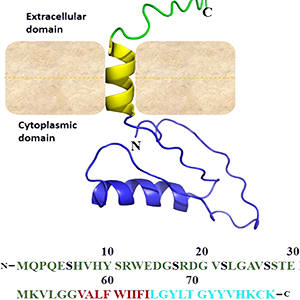 Extracellular
domain
C
Cytoplasmic
domain
N
10 20 30
N–MQPQESHVHY SRWEDGSRDG VSLGAVSSTE
60 70
MKVLGGVALF WIIFILGYLT GYYVHKCK–C